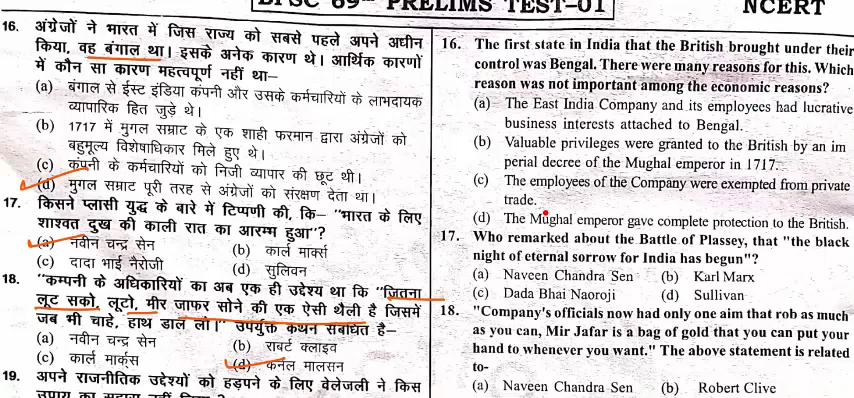 BPSC 69th PRELIMS TEST-01
NCERT
16. अंग्रेजों ने भारत में जिस राज्य को सबसे पहले अपने अधीन
किया, वह बंगाल था। इसके अनेक कारण थे। आर्थिक कारणों
में कौन सा कारण महत्वपूर्ण नहीं था—
(a) बंगाल से ईस्ट इंडिया कंपनी और उसके कर्मचारियों के लाभदायक
व्यापारिक हित जुड़े थे।
(b) 1717 में मुगल सम्राट के एक शाही फरमान द्वारा अंग्रेजों को
बहुमूल्य विशेषाधिकार मिले हुए थे।
(c) कंपनी के कर्मचारियों को निजी व्यापार की छूट थी।
(d) मुगल सम्राट पूरी तरह से अंग्रेजों को संरक्षण देता था।
17. किसने प्लासी युद्ध के बारे में टिप्पणी की, कि— "भारत के लिए
शाश्वत दुख की काली रात का आरम्भ हुआ"?
(a) नवीन चन्द्र सेन (b) कार्ल मार्क्स
(c) दादा भाई नैरोजी (d) सुलिवन
18. "कम्पनी के अधिकारियों का अब एक ही उद्देश्य था कि "जितना
लूट सको, लूटो, मीर जाफर सोने की एक ऐसी थैली है जिसमें
जब भी चाहे, हाथ डाल लो।" उपर्युक्त कथन संबंधित है—
(a) नवीन चन्द्र सेन (b) राबर्ट क्लाइव
(c) कार्ल मार्क्स (d) कर्नल मालसन
19. अपने राजनीतिक उद्देश्यों को हड़पने के लिए वेलेजली ने किस
16. The first state in India that the British brought under their
control was Bengal. There were many reasons for this. Which
reason was not important among the economic reasons?
(a) The East India Company and its employees had lucrative
business interests attached to Bengal.
(b) Valuable privileges were granted to the British by an im
perial decree of the Mughal emperor in 1717.
(c) The employees of the Company were exempted from private
trade.
(d) The Mughal emperor gave complete protection to the British.
17. Who remarked about the Battle of Plassey, that "the black
night of eternal sorrow for India has begun"?
(a) Naveen Chandra Sen (b) Karl Marx
(c) Dada Bhai Naoroji (d) Sullivan
18. "Company's officials now had only one aim that rob as much
as you can, Mir Jafar is a bag of gold that you can put your
hand to whenever you want." The above statement is related
to-
(a) Naveen Chandra Sen (b) Robert Clive